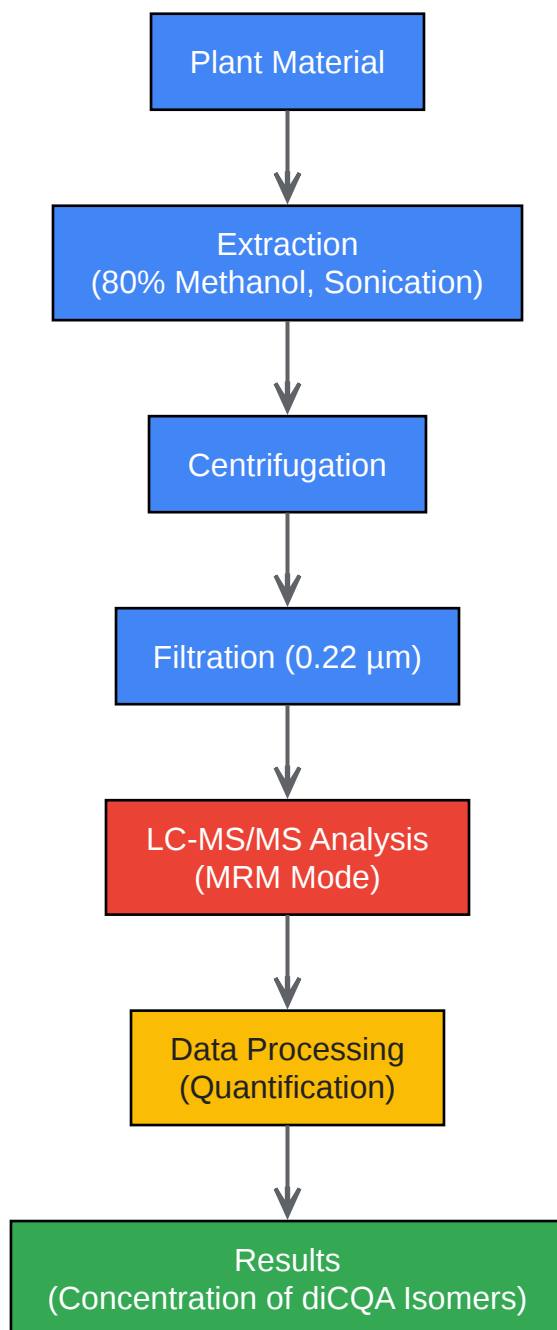 Plant Material
Extraction
(80% Methanol, Sonication)
Centrifugation
Filtration (0.22 µm)
LC-MS/MS Analysis
(MRM Mode)
Data Processing
(Quantification)
Results
(Concentration of diCQA Isomers)